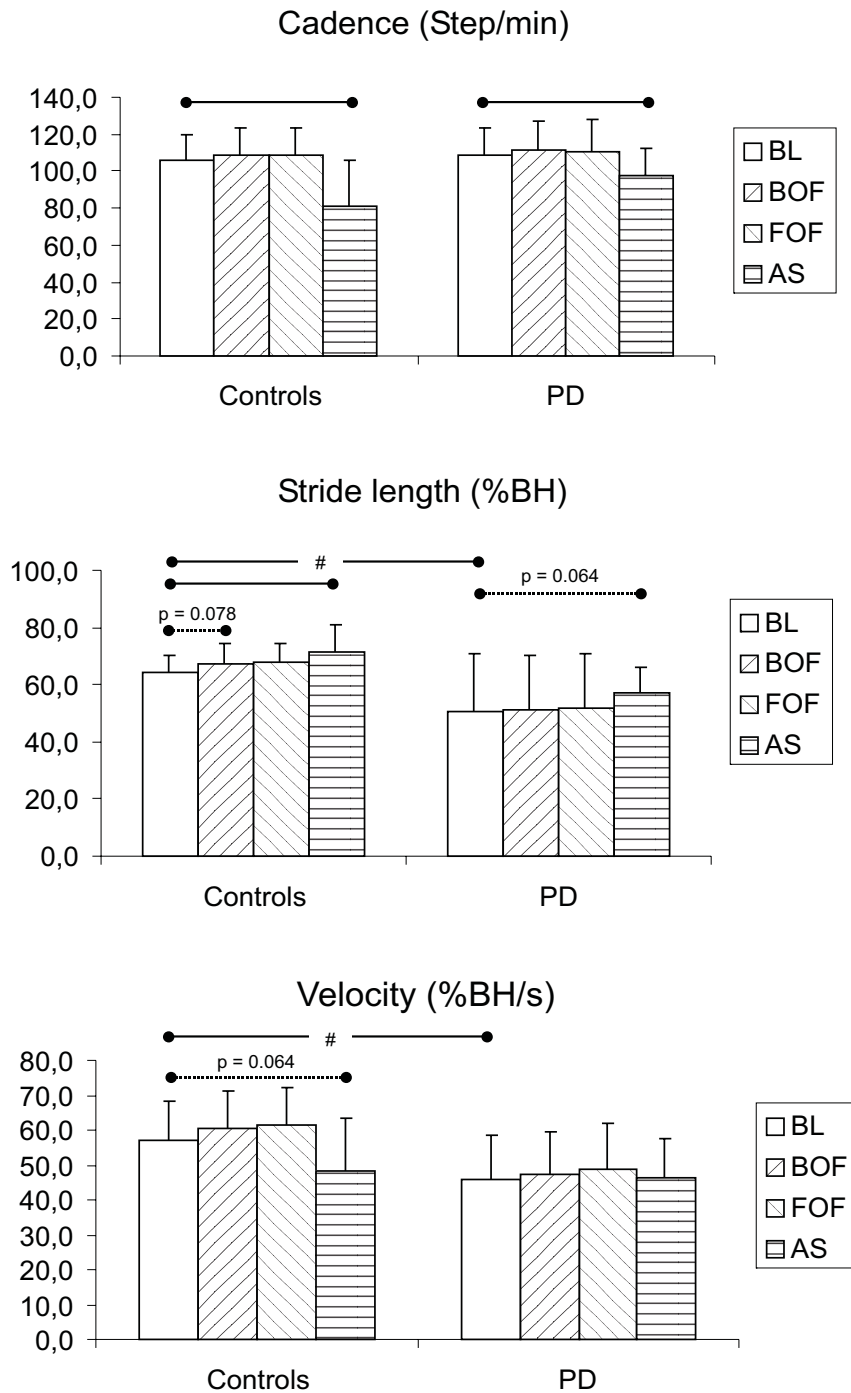 Cadence (Step/min)
140,0
120,0
100,0
80,0
60,0
40,0
20,0
0,0
Controls PD
BL
BOF
FOF
AS
Stride length (%BH)
#
p = 0.064
p = 0.078
100,0
80,0
60,0
40,0
20,0
0,0
Controls PD
BL
BOF
FOF
AS
Velocity (%BH/s)
#
p = 0.064
80,0
70,0
60,0
50,0
40,0
30,0
20,0
10,0
0,0
Controls PD
BL
BOF
FOF
AS